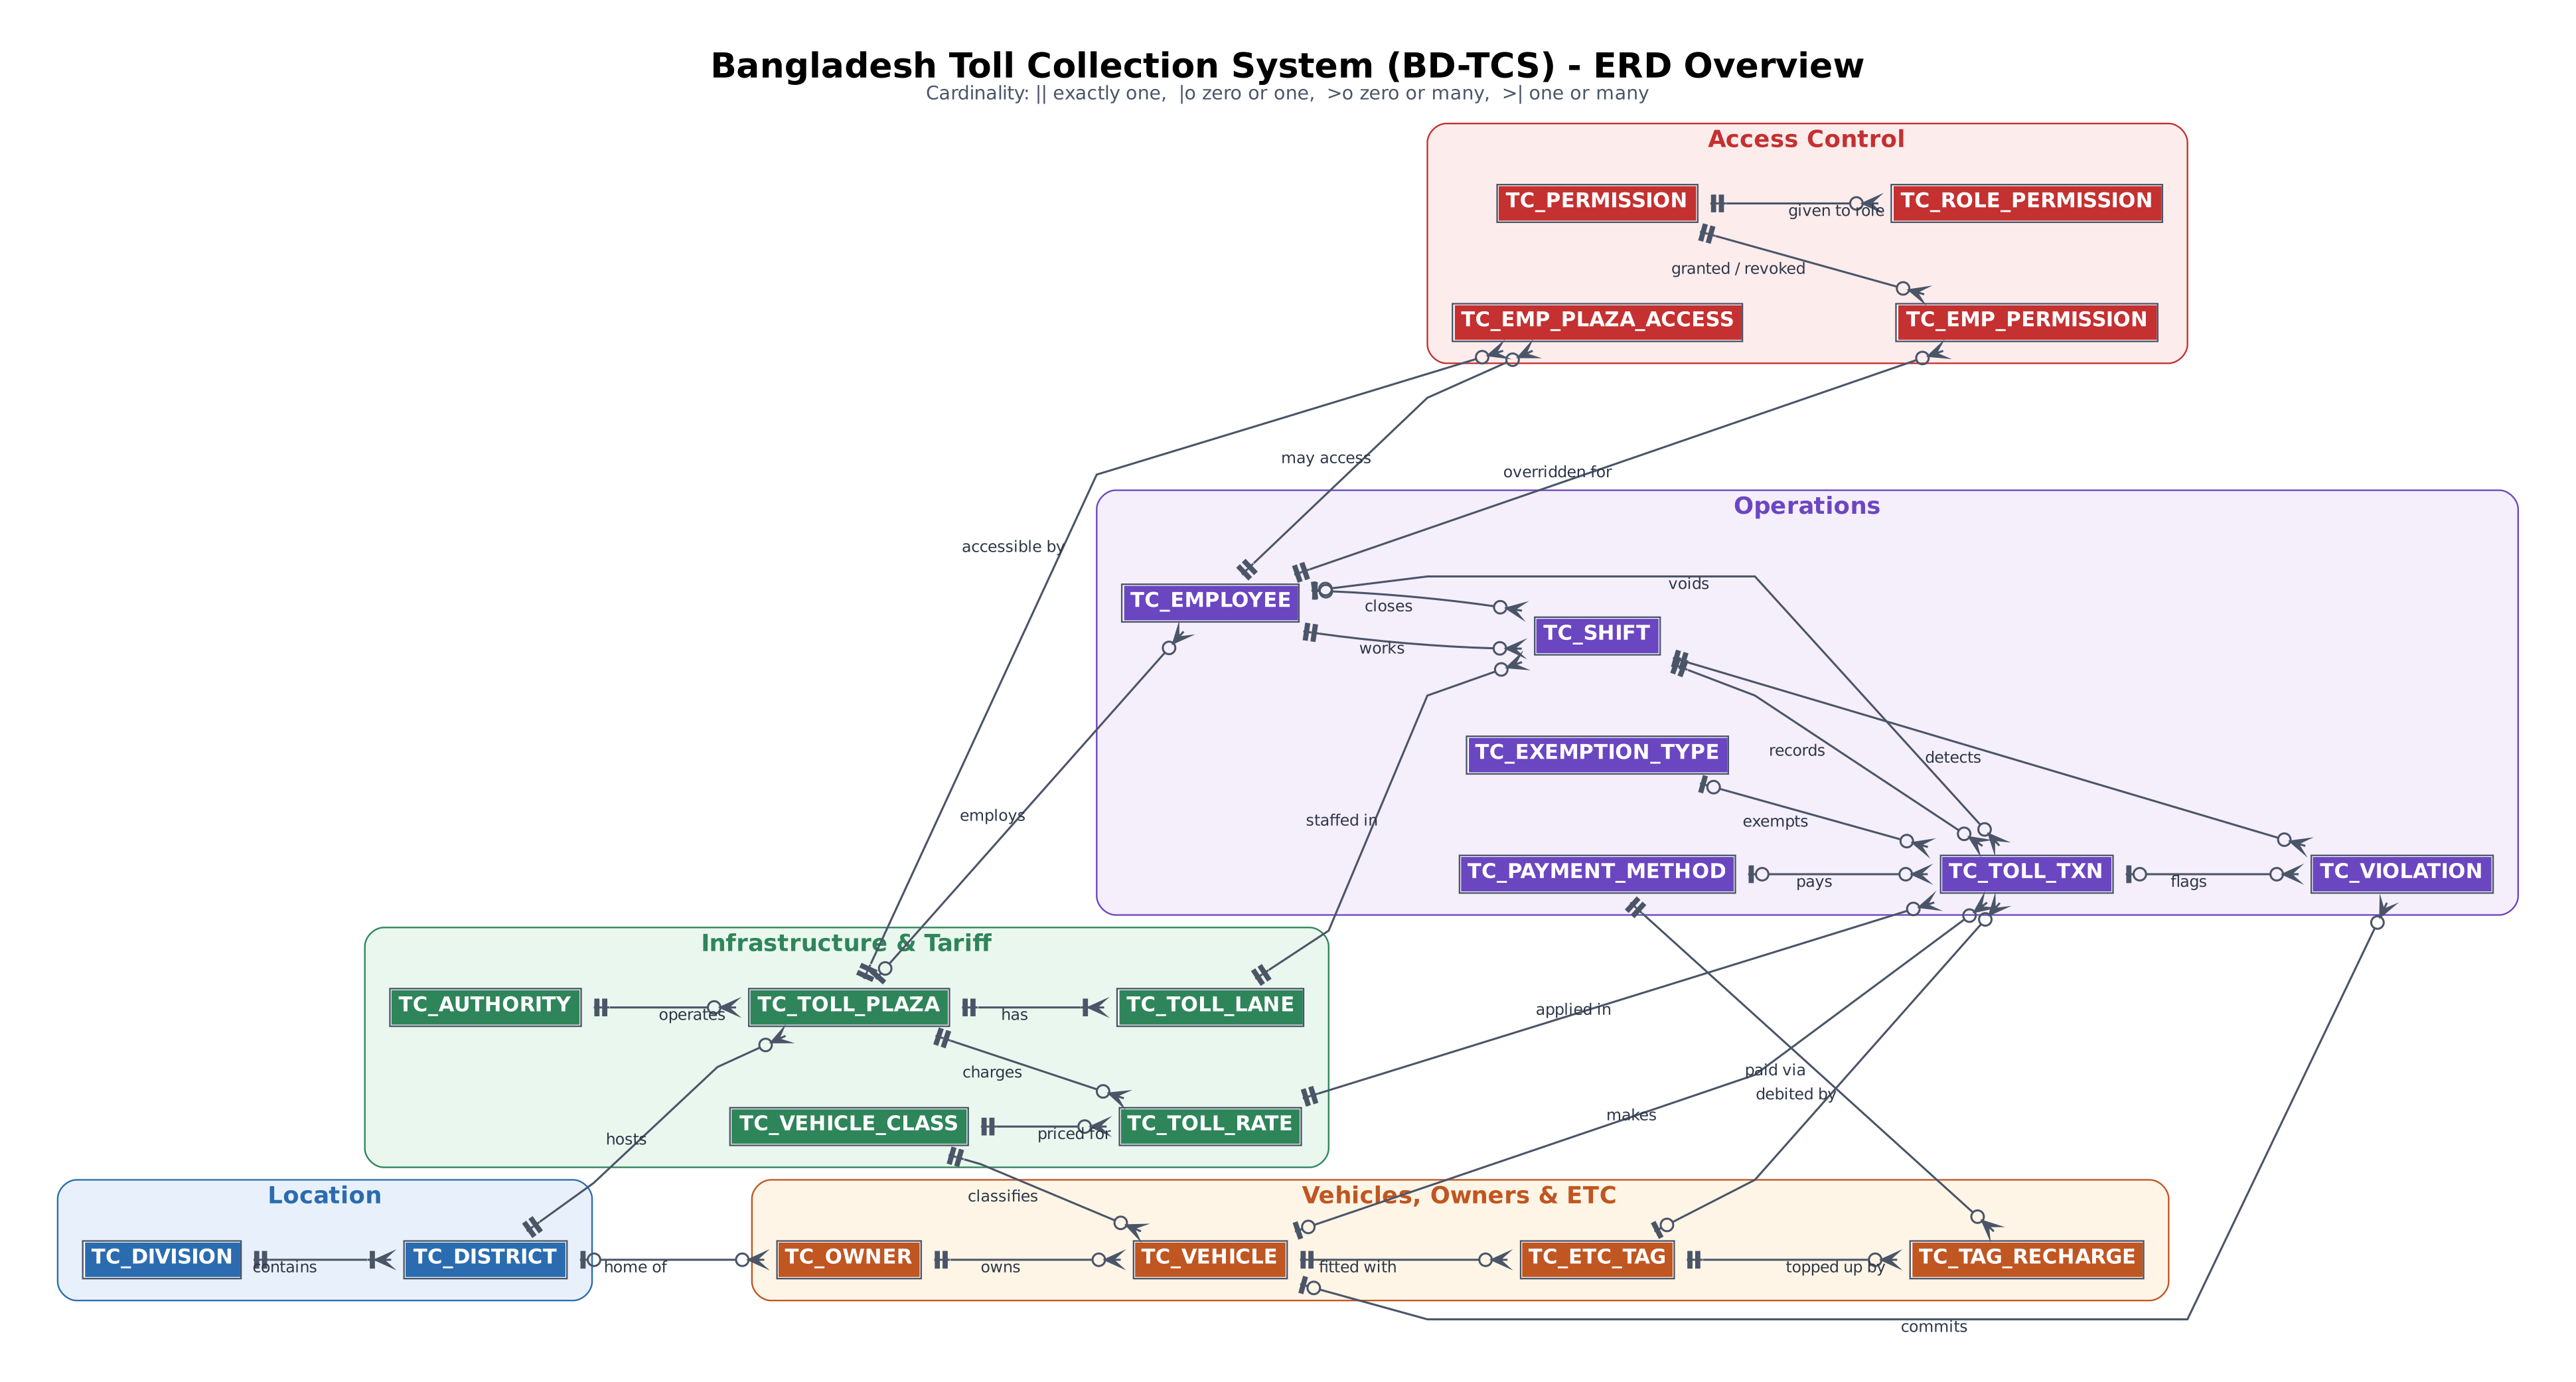 Bangladesh Toll Collection System (BD-TCS) - ERD Overview
Cardinality: || exactly one,  |o zero or one,  >o zero or many,  >| one or many
Access Control
TC_PERMISSION
given to role
TC_ROLE_PERMISSION
granted / revoked
TC_EMP_PLAZA_ACCESS
TC_EMP_PERMISSION
may access
overridden for
accessible by
Operations
TC_EMPLOYEE
closes
voids
works
TC_SHIFT
records
detects
TC_EXEMPTION_TYPE
employs
staffed in
exempts
TC_PAYMENT_METHOD
pays
TC_TOLL_TXN
flags
TC_VIOLATION
Infrastructure & Tariff
TC_AUTHORITY
operates
TC_TOLL_PLAZA
has
TC_TOLL_LANE
applied in
charges
paid via
debited by
makes
TC_VEHICLE_CLASS
priced for
TC_TOLL_RATE
hosts
classifies
Location
Vehicles, Owners & ETC
TC_DIVISION
contains
TC_DISTRICT
home of
TC_OWNER
owns
TC_VEHICLE
fitted with
TC_ETC_TAG
topped up by
TC_TAG_RECHARGE
commits